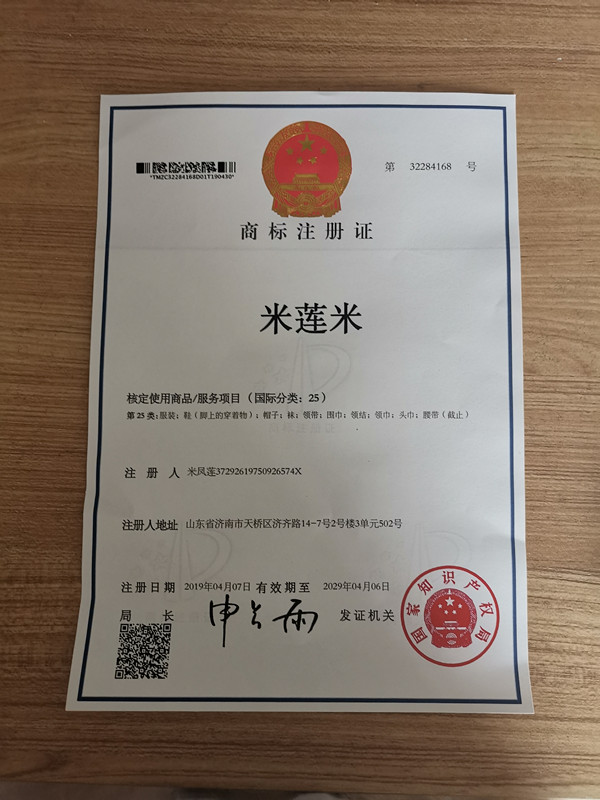 *TMZC32284168D01T190430*
第 32284168 号
商标注册证
米莲米
核定使用商品/服务项目（国际分类：25）
第25类：服装；鞋（脚上的穿着物）；帽子；袜；领带；围巾；领结；领巾；头巾；腰带（截止）
注 册 人 米凤莲37292619750926574X
注册人地址 山东省济南市天桥区济齐路14-7号2号楼3单元502号
注册日期 2019年04月07日 有效期至 2029年04月06日
局 长 申长雨 发证机关
国家知识产权局